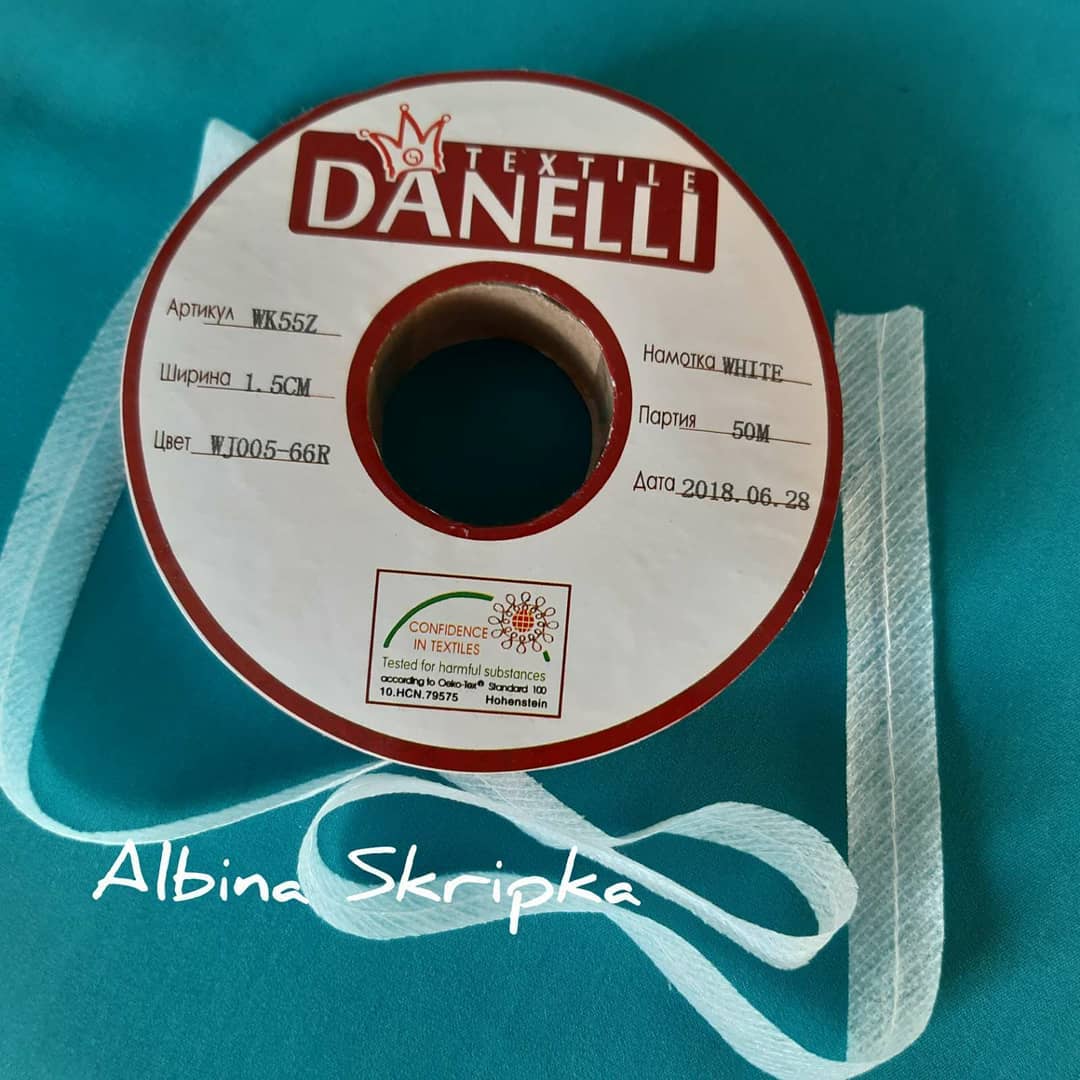 TEXTILE
DANELLI
Артикул WK55Z
Ширина 1.5CM
Цвет WJ005-66R
Намотка WHITE
Партия 50M
Дата 2018.06.28
CONFIDENCE
IN TEXTILES
Tested for harmful substances
according to Oeko-Tex® Standard 100
10.HCN.79575 Hohenstein
Albina Skripka